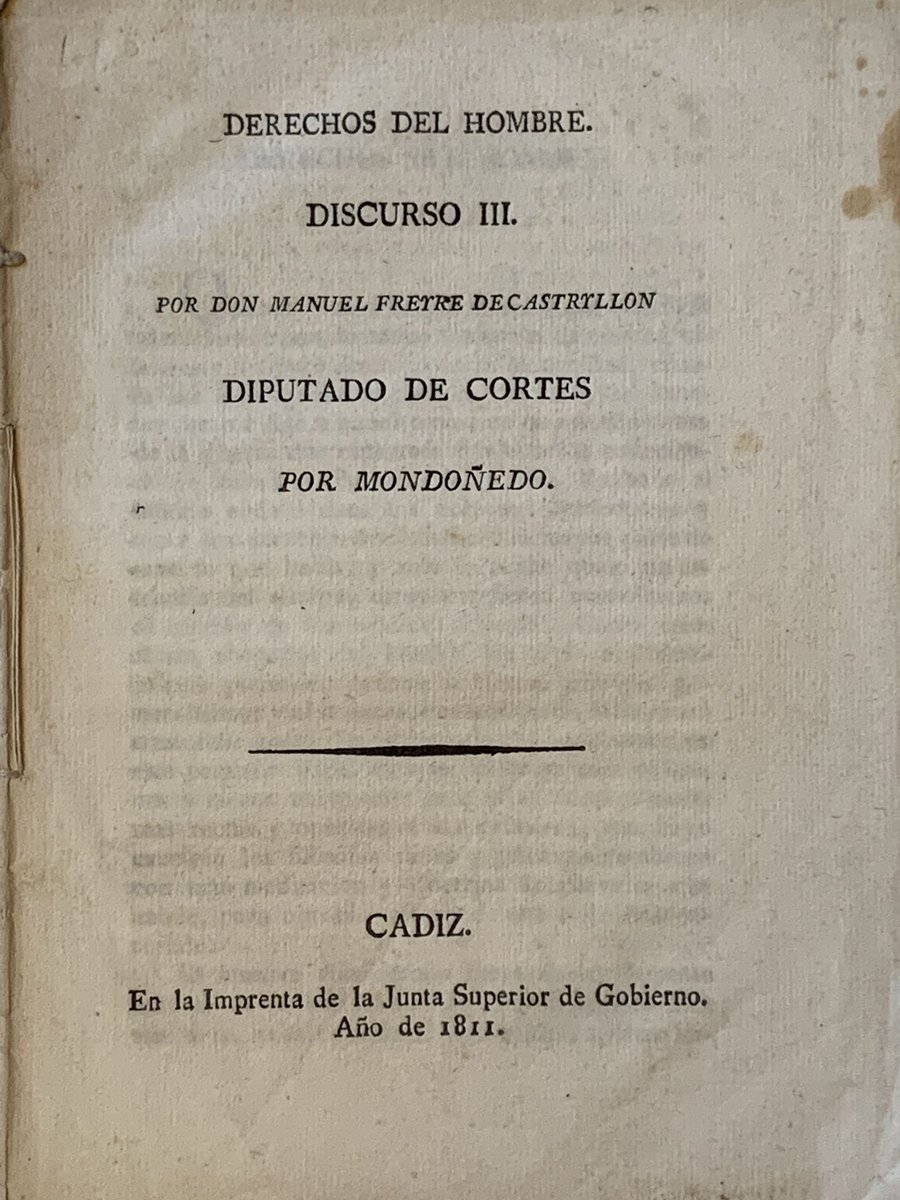 DERECHOS DEL HOMBRE.
DISCURSO III.
POR DON MANUEL FREYRE DE CASTRYLLON
DIPUTADO DE CORTES
POR MONDOÑEDO.
CADIZ.
En la Imprenta de la Junta Superior de Gobierno.
Año de 1811.